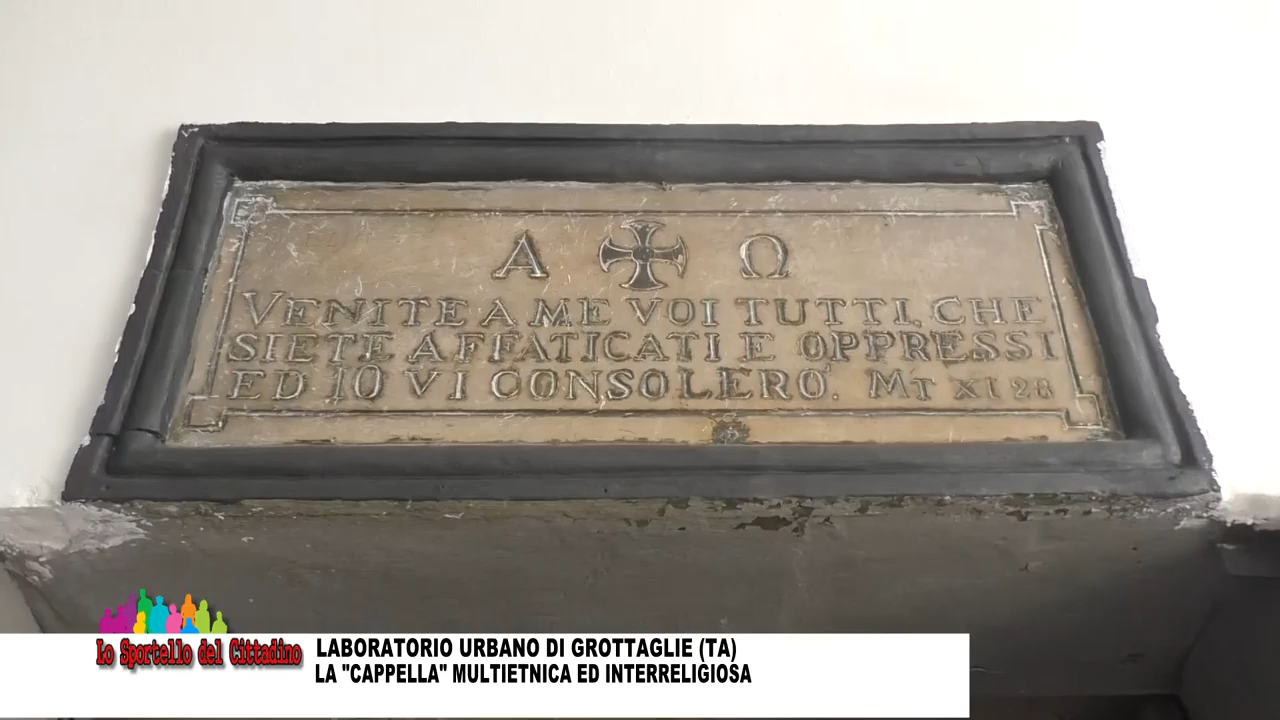 Α Ω
VENITE A ME VOI TUTTI, CHE
SIETE AFFATICATI E OPPRESSI
ED IO VI CONSOLERO'. MT XI 28
Lo Sportello del Cittadino
LABORATORIO URBANO DI GROTTAGLIE (TA)
LA "CAPPELLA" MULTIETNICA ED INTERRELIGIOSA